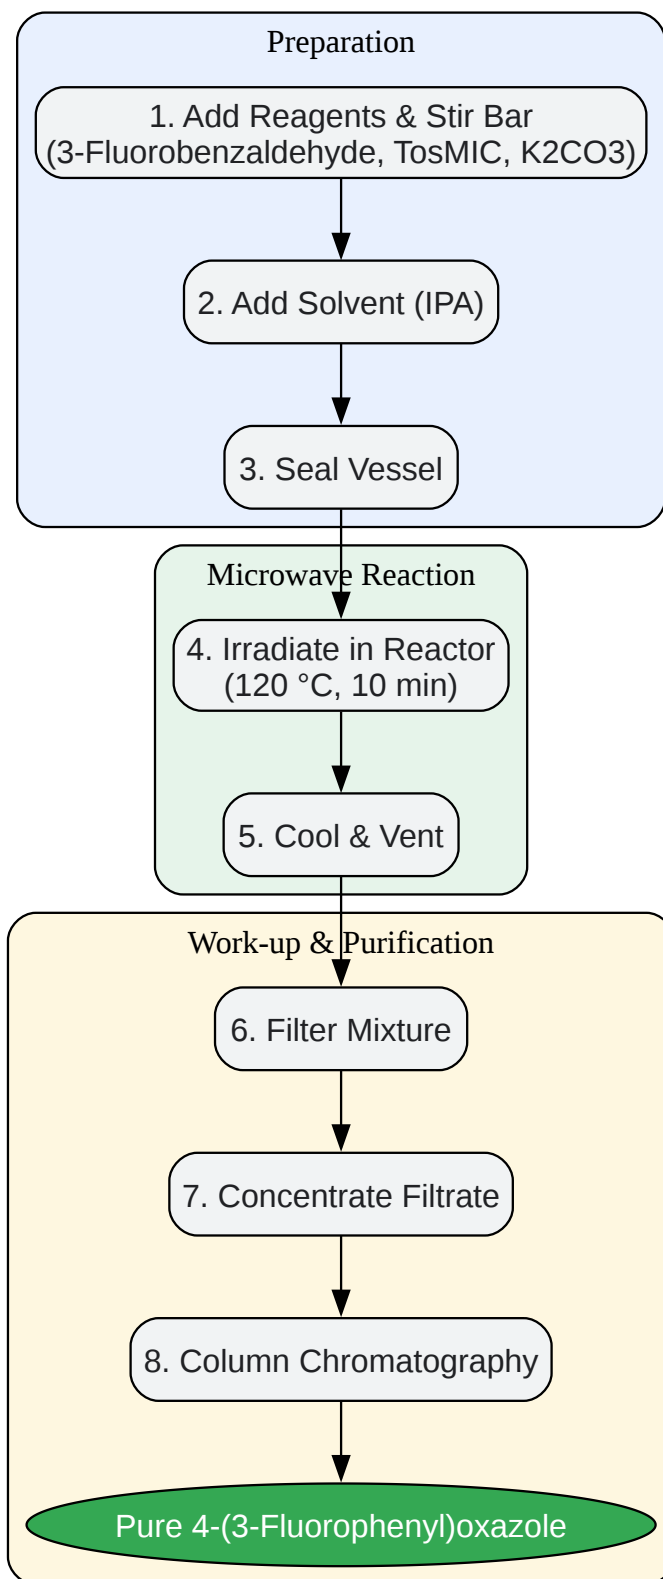 Preparation
1. Add Reagents & Stir Bar
(3-Fluorobenzaldehyde, TosMIC, K2CO3)
2. Add Solvent (IPA)
3. Seal Vessel
Microwave Reaction
4. Irradiate in Reactor
(120 °C, 10 min)
5. Cool & Vent
Work-up & Purification
6. Filter Mixture
7. Concentrate Filtrate
8. Column Chromatography
Pure 4-(3-Fluorophenyl)oxazole